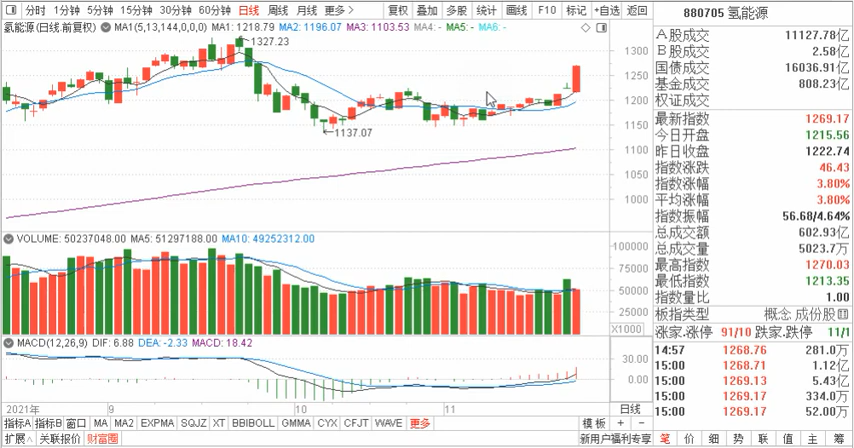 分时 1分钟 5分钟 15分钟 30分钟 60分钟 日线 周线 月线 更多 复权 叠加 多股 统计 画线 F10 标记 +自选 返回
氢能源(日线 前复权) MA1(5,13,144,0,0,0) MA1: 1218.79 MA2: 1196.07 MA3: 1103.53 MA4: - MA5: - MA6: -
1327.23
1137.07
1300
1250
1200
1150
1100
1050
1000
VOLUME: 50237048.00 MA5: 51297188.00 MA10: 49252312.00
100000
75000
50000
25000
X1000
MACD(12,26,9) DIF: 6.88 DEA: -2.33 MACD: 18.42
30.00
0.00
2021年 9 10 11 日线
指标A 指标B 窗口 MA MA2 EXPMA SQJZ XT BBIBOLL GMMA CYX CFJT WAVE 更多 模板 + −
扩展∧ 关联报价 财富圈 新用户福利专享
880705 氢能源
A股成交 11127.78亿
B股成交 2.58亿
国债成交 16036.91亿
基金成交 808.23亿
权证成交
最新指数 1269.17
今日开盘 1215.56
昨日收盘 1222.74
指数涨跌 46.43
指数涨幅 3.80%
平均涨幅 3.80%
指数振幅 56.68/4.64%
总成交额 602.93亿
总成交量 5023.7万
最高指数 1270.03
最低指数 1213.35
指数量比 1.00
板指类型 概念 成份股
涨家.涨停 91/10 跌家.跌停 11/1
14:57 1268.76 281.0万
15:00 1268.71 1.12亿
15:00 1269.13 5.43亿
15:00 1269.17 334.0万
15:00 1269.17 52.00万
笔 价 细 势 联 值 主 筹